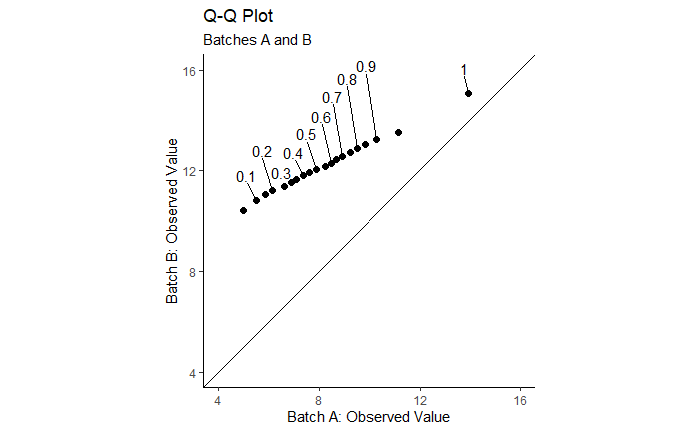 Q-Q Plot
Batches A and B
16
12
8
4
Batch B: Observed Value
0.1
0.2
0.3
0.4
0.5
0.6
0.7
0.8
0.9
1
4 8 12 16
Batch A: Observed Value